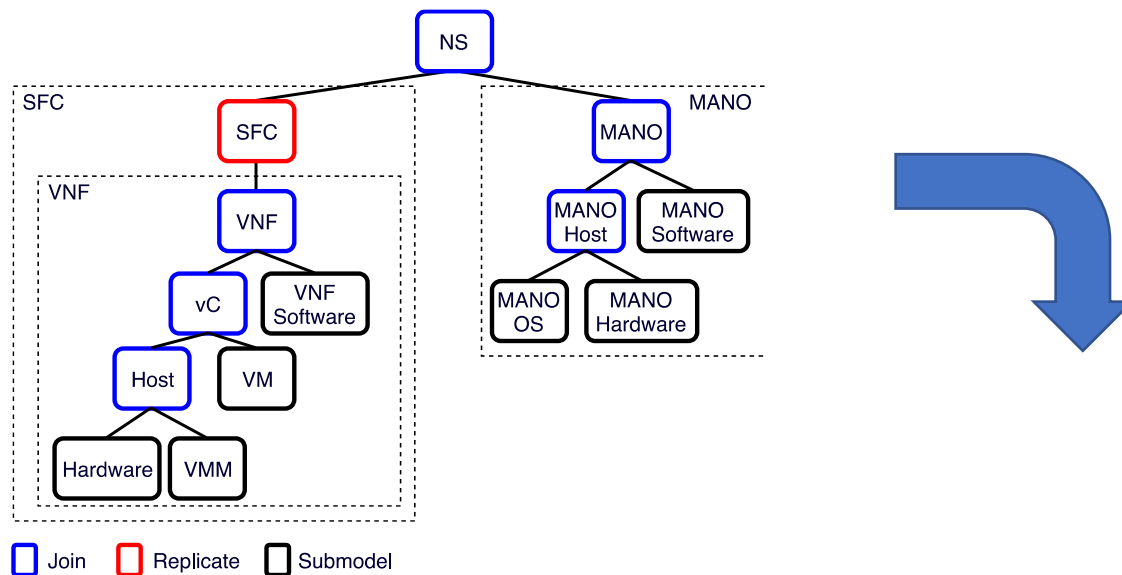 NS
SFC
MANO
SFC
MANO
VNF
VNF
MANO
Host
MANO
Software
vC
VNF
Software
MANO
OS
MANO
Hardware
Host
VM
Hardware
VMM
Join
Replicate
Submodel